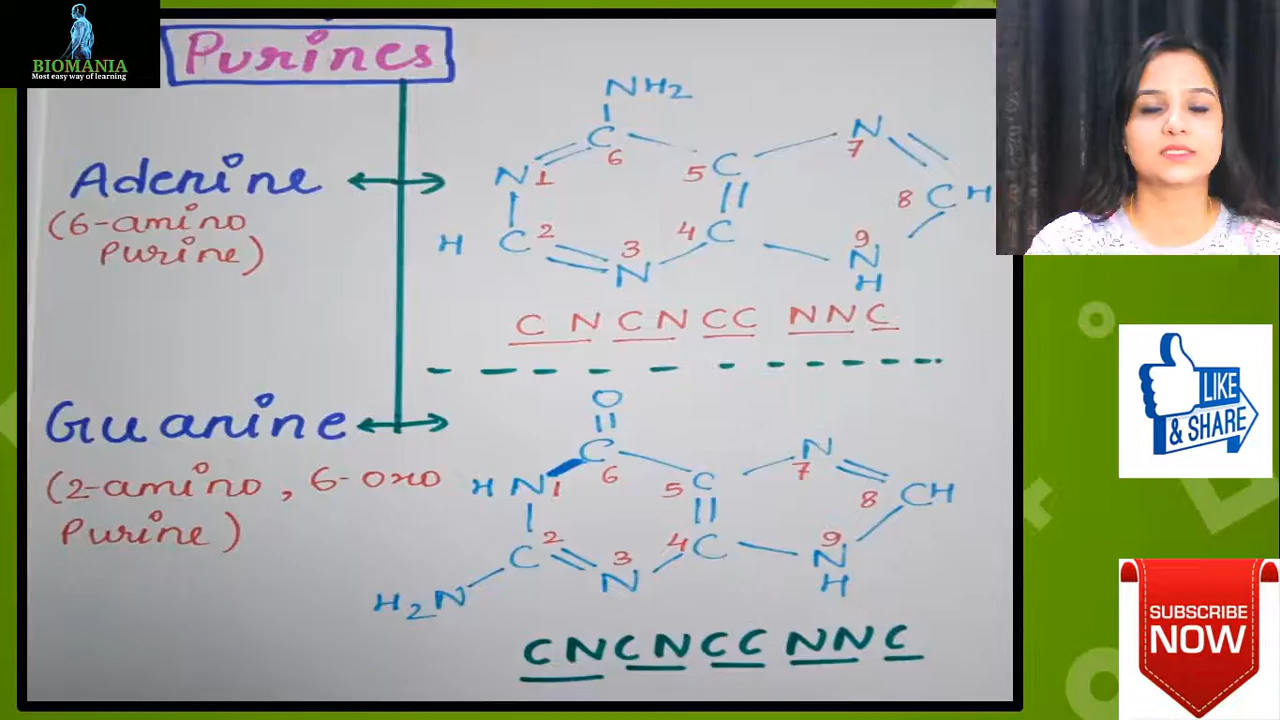 BIOMANIA
Most easy way of learning
Purines
Adenine
(6-amino
Purine)
NH2
C
6
N 1
5 C
N
7
H C 2
3
N
4 C
8 CH
9
N
H
C N C N C C N N C
Guanine
(2-amino, 6-oxo
Purine)
O
C
6
H N 1
5 C
N
7
8 CH
C 2
3
N
4 C
9
N
H
H2N
C N C N C C N N C
LIKE
& SHARE
SUBSCRIBE
NOW